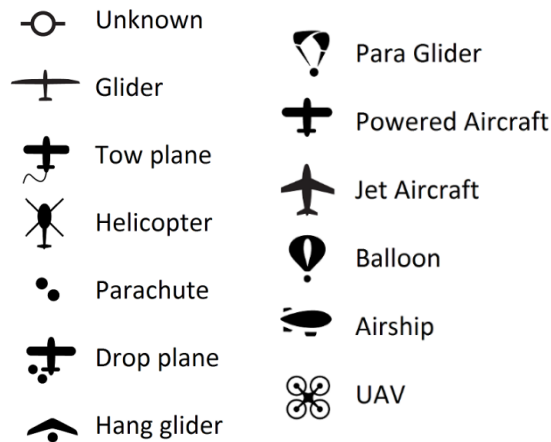 Unknown
Glider
Tow plane
Helicopter
Parachute
Drop plane
Hang glider
Para Glider
Powered Aircraft
Jet Aircraft
Balloon
Airship
UAV